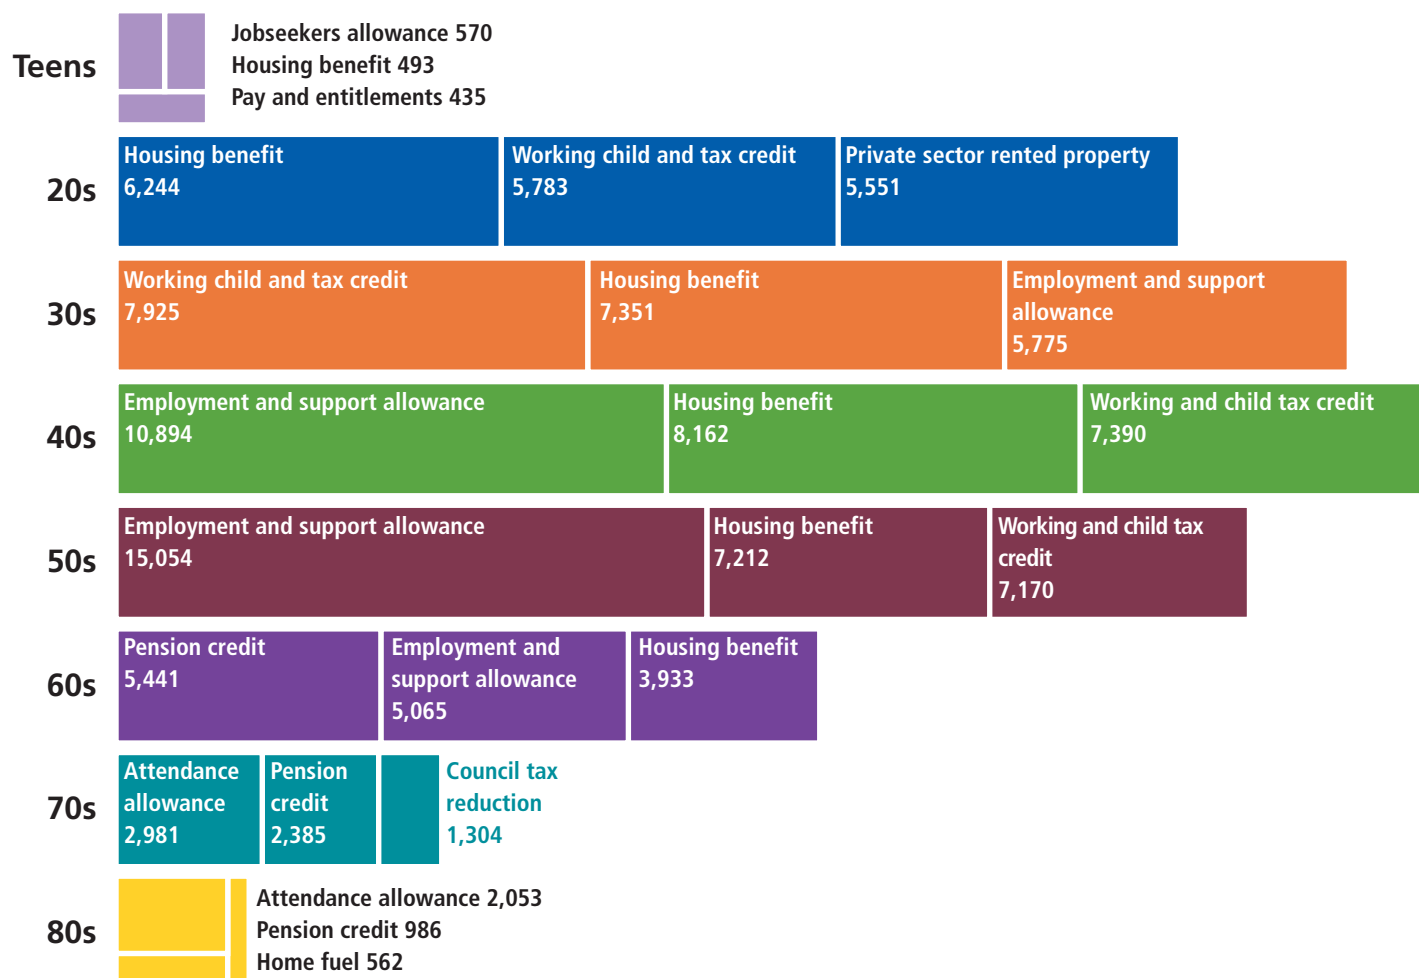 Teens
Jobseekers allowance 570
Housing benefit 493
Pay and entitlements 435
20s
Housing benefit
6,244
Working child and tax credit
5,783
Private sector rented property
5,551
30s
Working child and tax credit
7,925
Housing benefit
7,351
Employment and support
allowance
5,775
40s
Employment and support allowance
10,894
Housing benefit
8,162
Working and child tax credit
7,390
50s
Employment and support allowance
15,054
Housing benefit
7,212
Working and child tax
credit
7,170
60s
Pension credit
5,441
Employment and
support allowance
5,065
Housing benefit
3,933
70s
Attendance
allowance
2,981
Pension
credit
2,385
Council tax
reduction
1,304
80s
Attendance allowance 2,053
Pension credit 986
Home fuel 562